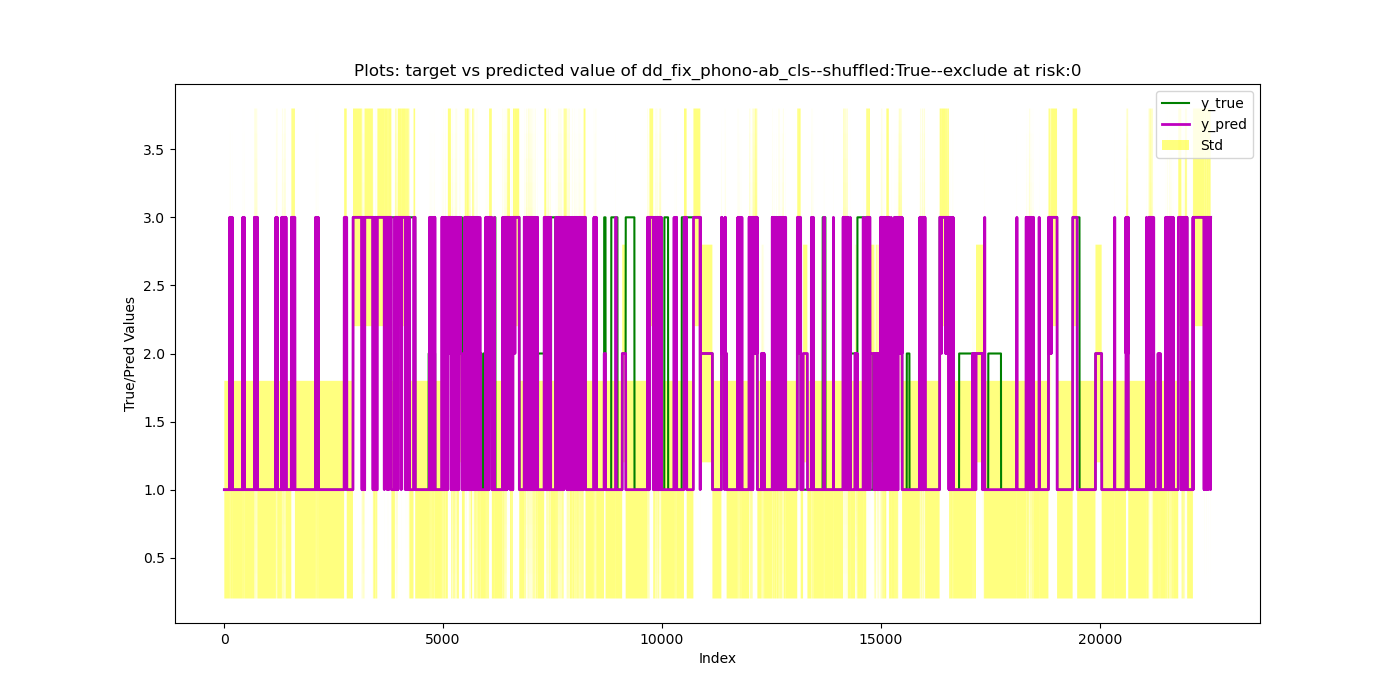 Plots: target vs predicted value of dd_fix_phono-ab_cls--shuffled:True--exclude at risk:0
y_true
y_pred
Std
True/Pred Values
3.5
3.0
2.5
2.0
1.5
1.0
0.5
0
5000
10000
15000
20000
Index